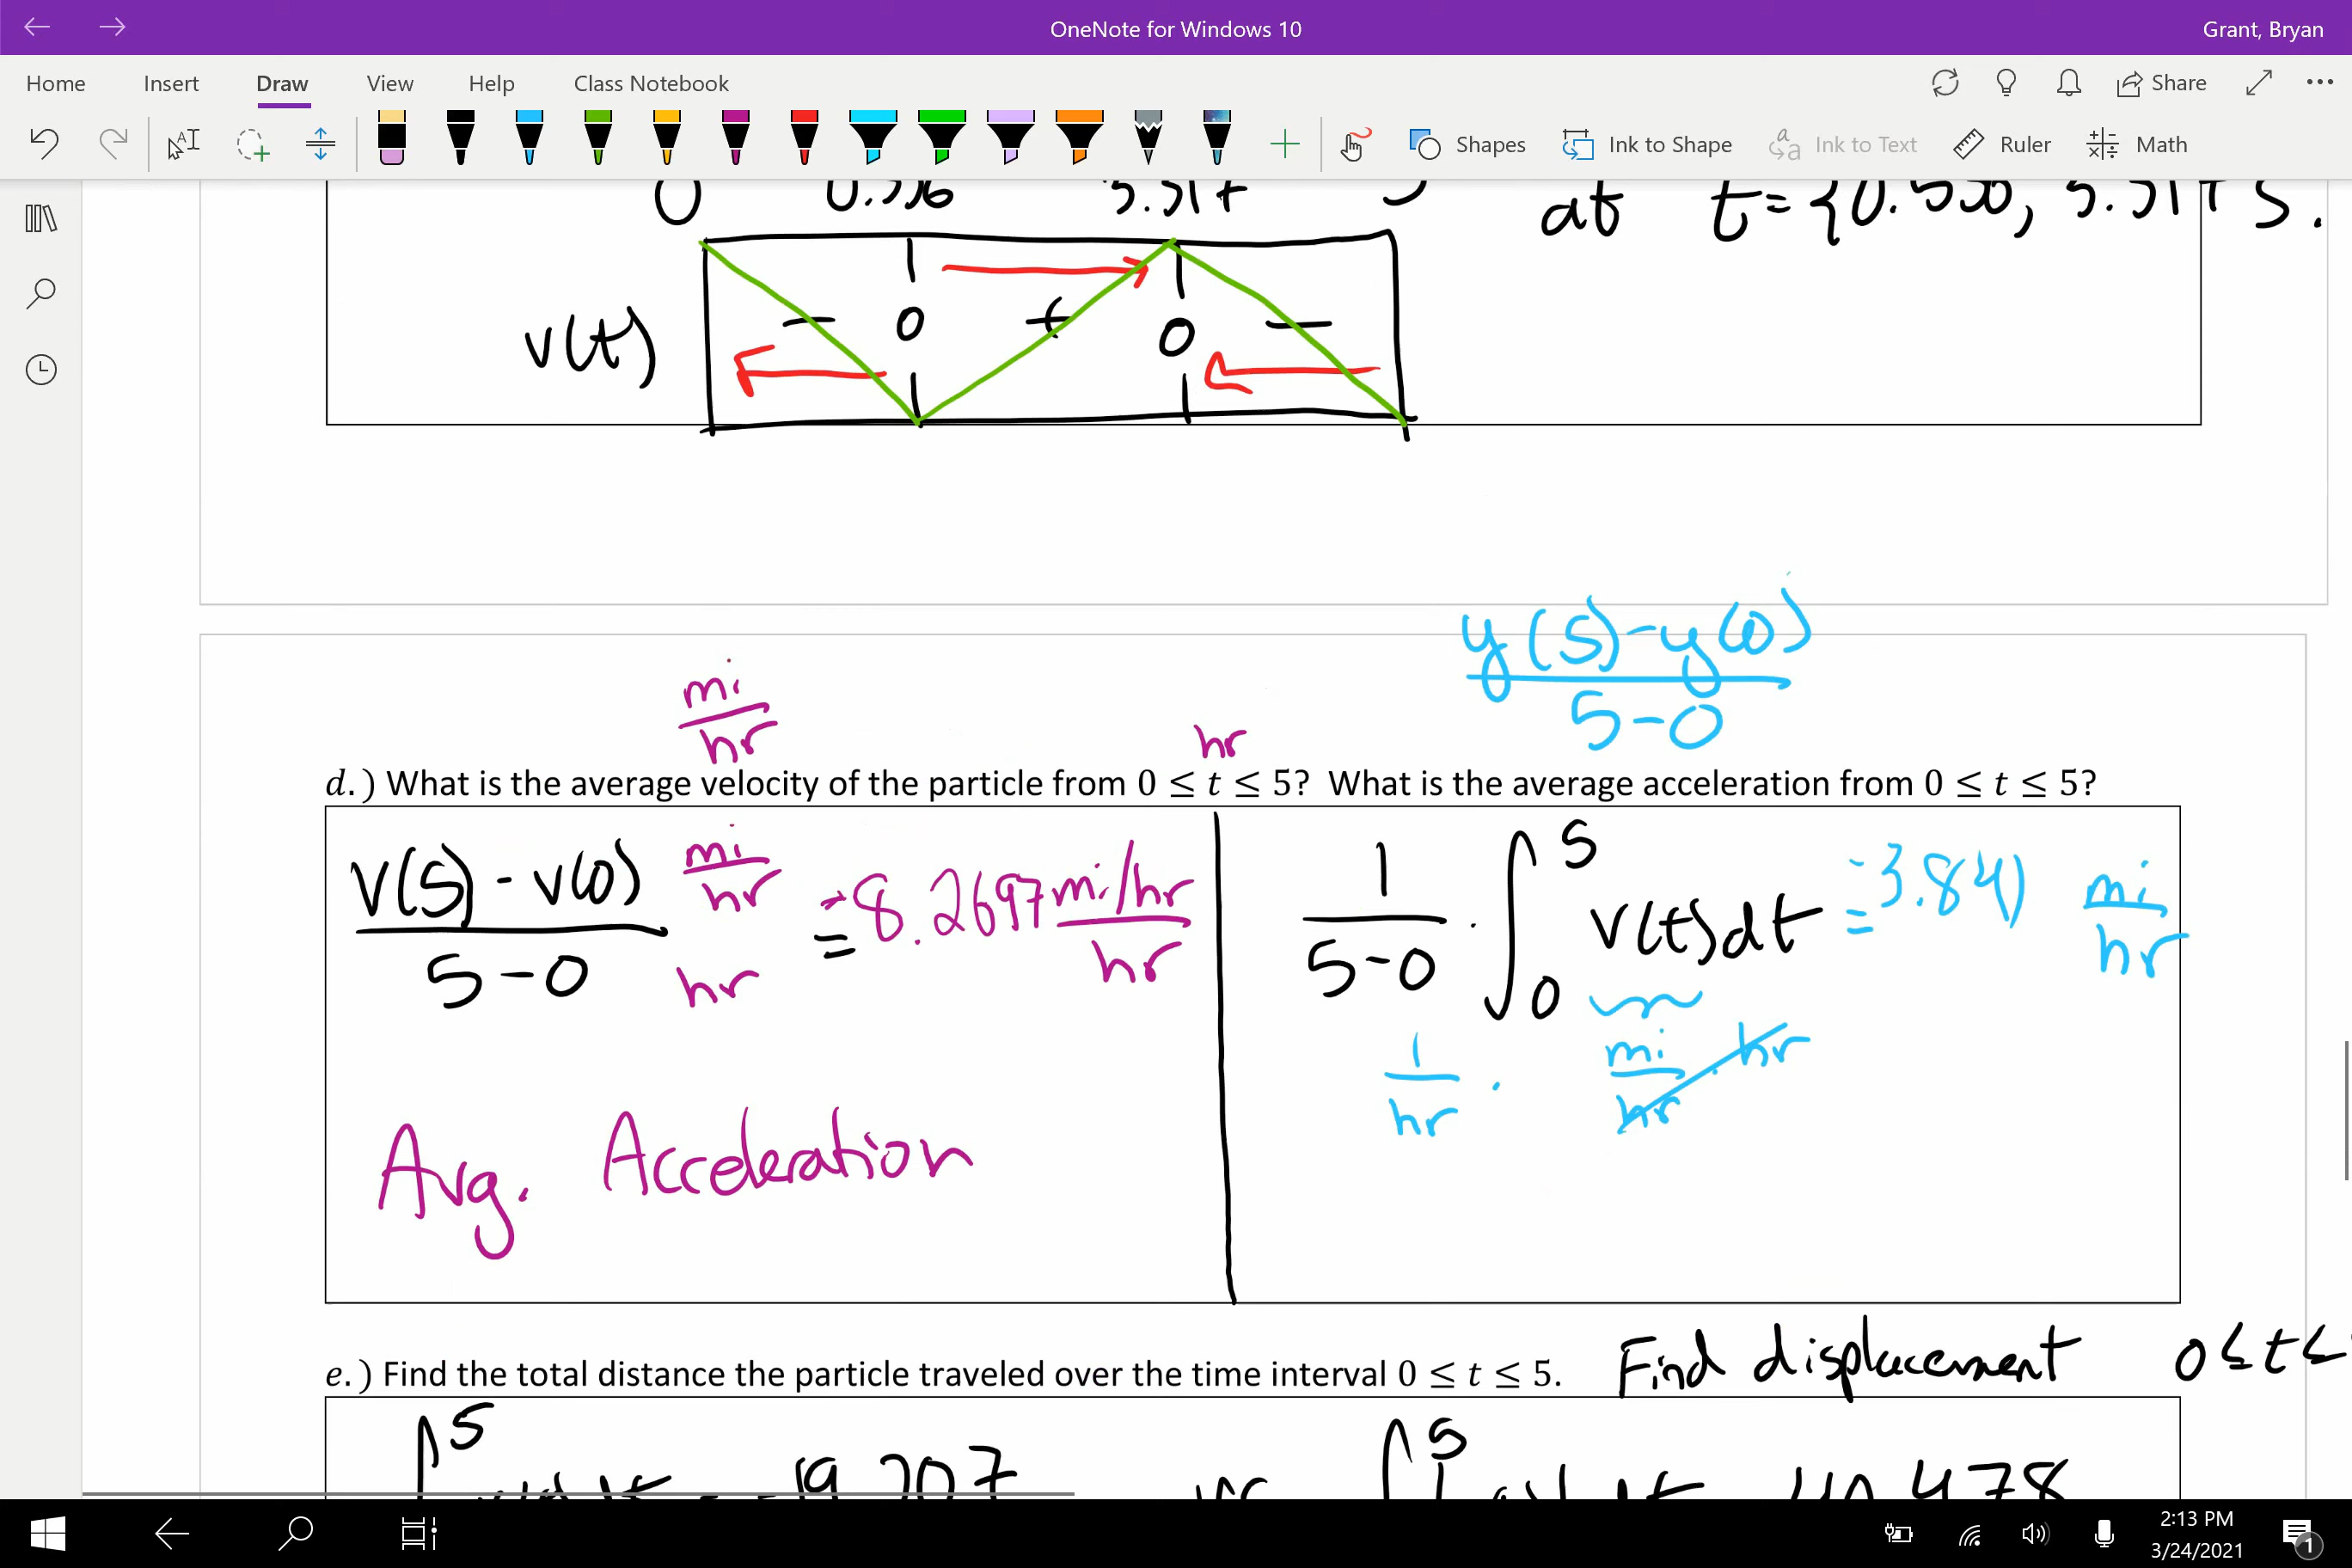 OneNote for Windows 10
Grant, Bryan
Home Insert Draw View Help Class Notebook
Share
Shapes Ink to Shape Ink to Text Ruler Math
0
at t=
v(t) − 0 + 0 −
y(5)-y(0)
5-0
mi
hr
hr
d.) What is the average velocity of the particle from 0 ≤ t ≤ 5? What is the average acceleration from 0 ≤ t ≤ 5?
v(5) - v(0)
5-0
mi
hr
= -8.2697 mi/hr
hr
Avg. Acceleration
1
5-0
· ∫ 5 0 v(t)dt = -3.841 mi
hr
1
hr
· mi
hr
· hr
e.) Find the total distance the particle traveled over the time interval 0 ≤ t ≤ 5. Find displacement 0≤t≤
5
5
2:13 PM
3/24/2021
1